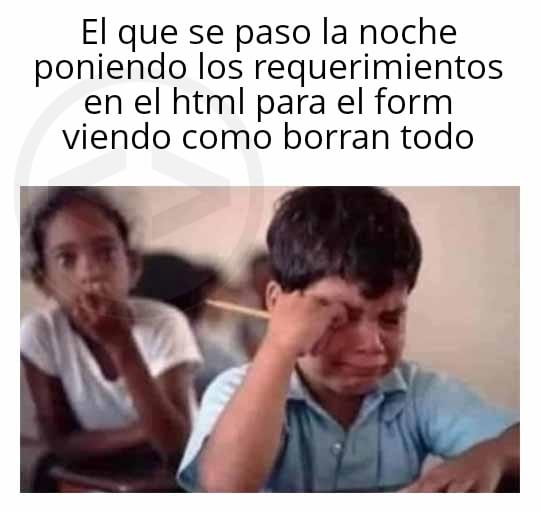 El que se paso la noche
poniendo los requerimientos
en el html para el form
viendo como borran todo